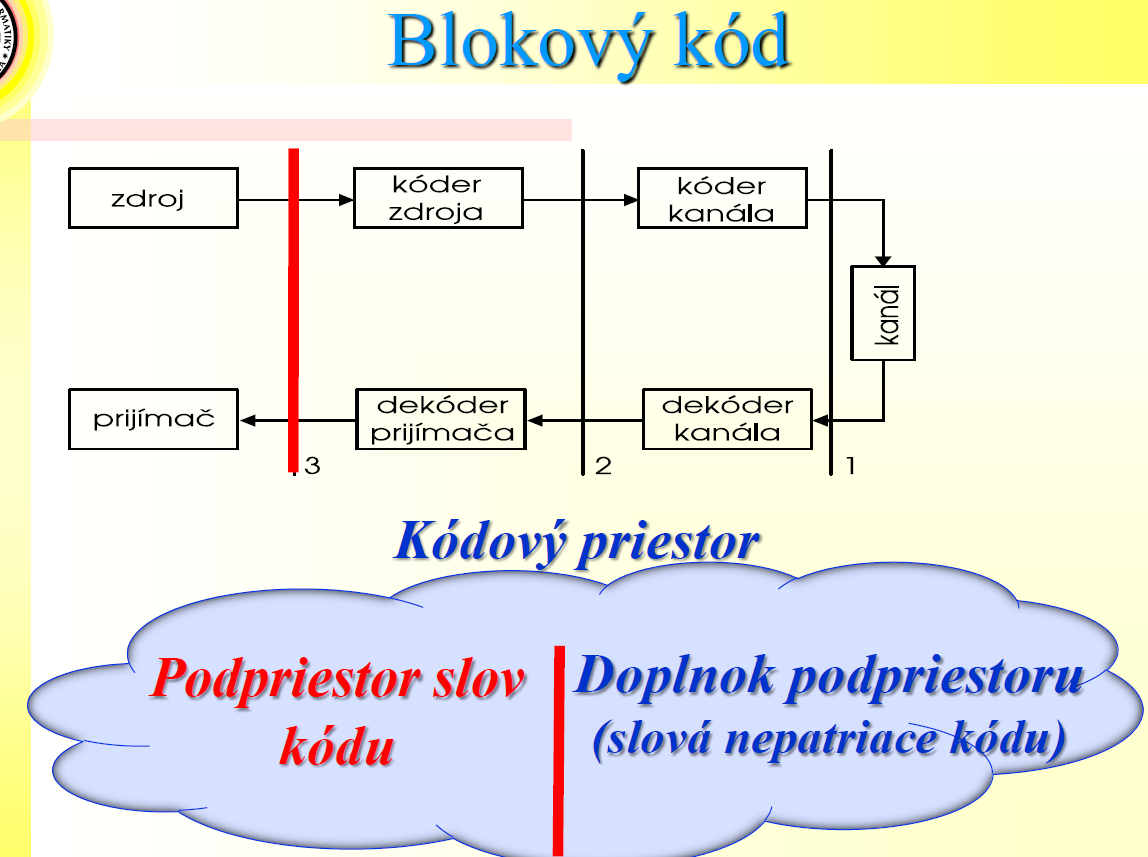 Blokový kód
zdroj
kóder
zdroja
kóder
kanála
kanál
prijímač
dekóder
prijímača
dekóder
kanála
3
2
1
Kódový priestor
Podpriestor slov
kódu
Doplnok podpriestoru
(slová nepatriace kódu)